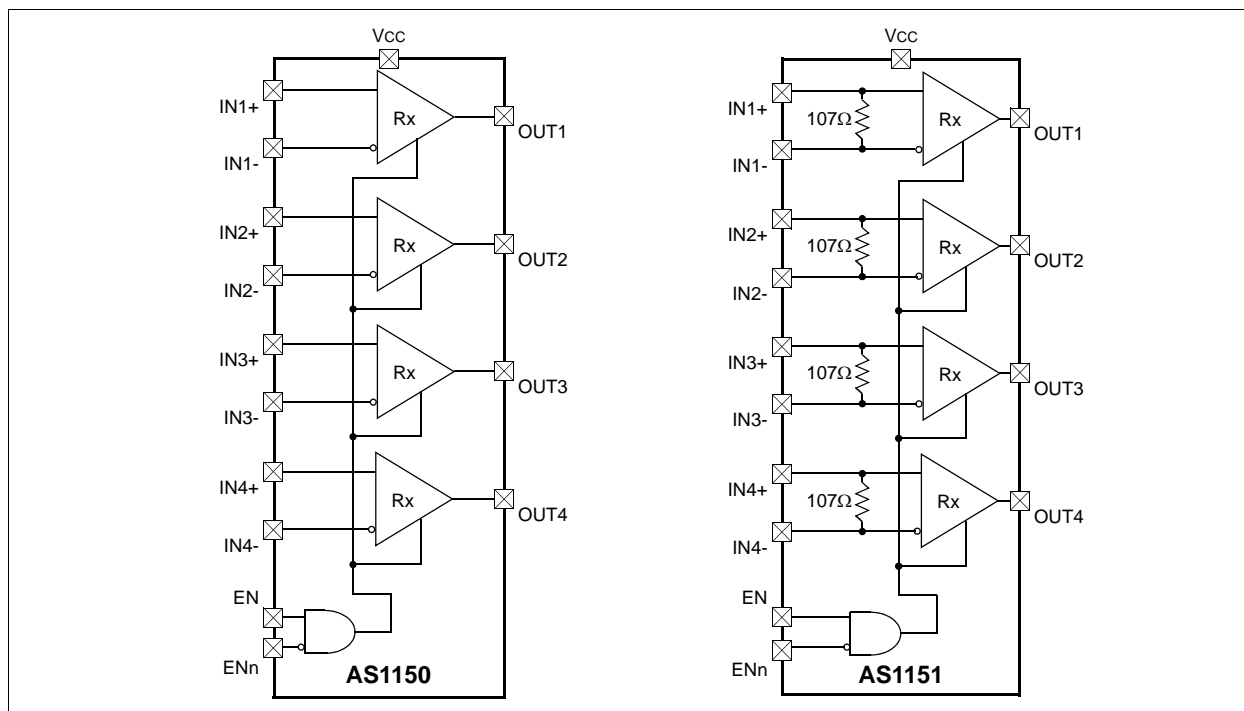 VCC
IN1+
Rx
OUT1
IN1-
IN2+
Rx
OUT2
IN2-
IN3+
Rx
OUT3
IN3-
IN4+
Rx
OUT4
IN4-
EN
ENn
AS1150
VCC
IN1+
107Ω
Rx
OUT1
IN1-
IN2+
107Ω
Rx
OUT2
IN2-
IN3+
107Ω
Rx
OUT3
IN3-
IN4+
107Ω
Rx
OUT4
IN4-
EN
ENn
AS1151